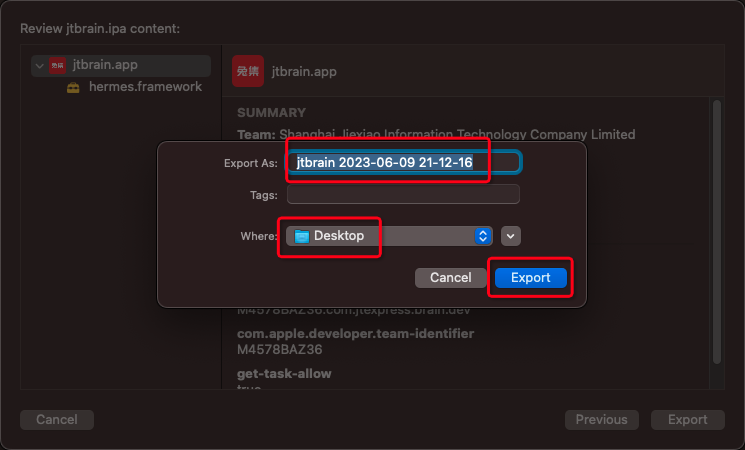 Review jtbrain.ipa content:
jtbrain.app
hermes.framework
jtbrain.app
SUMMARY
Team: Shanghai Jiexiao Information Technology Company Limited
Export As: jtbrain 2023-06-09 21-12-16
Tags:
Where: Desktop
Cancel Export
M4578BAZ36.com.jtexpress.brain.dev
com.apple.developer.team-identifier
M4578BAZ36
get-task-allow
true
Cancel Previous Export